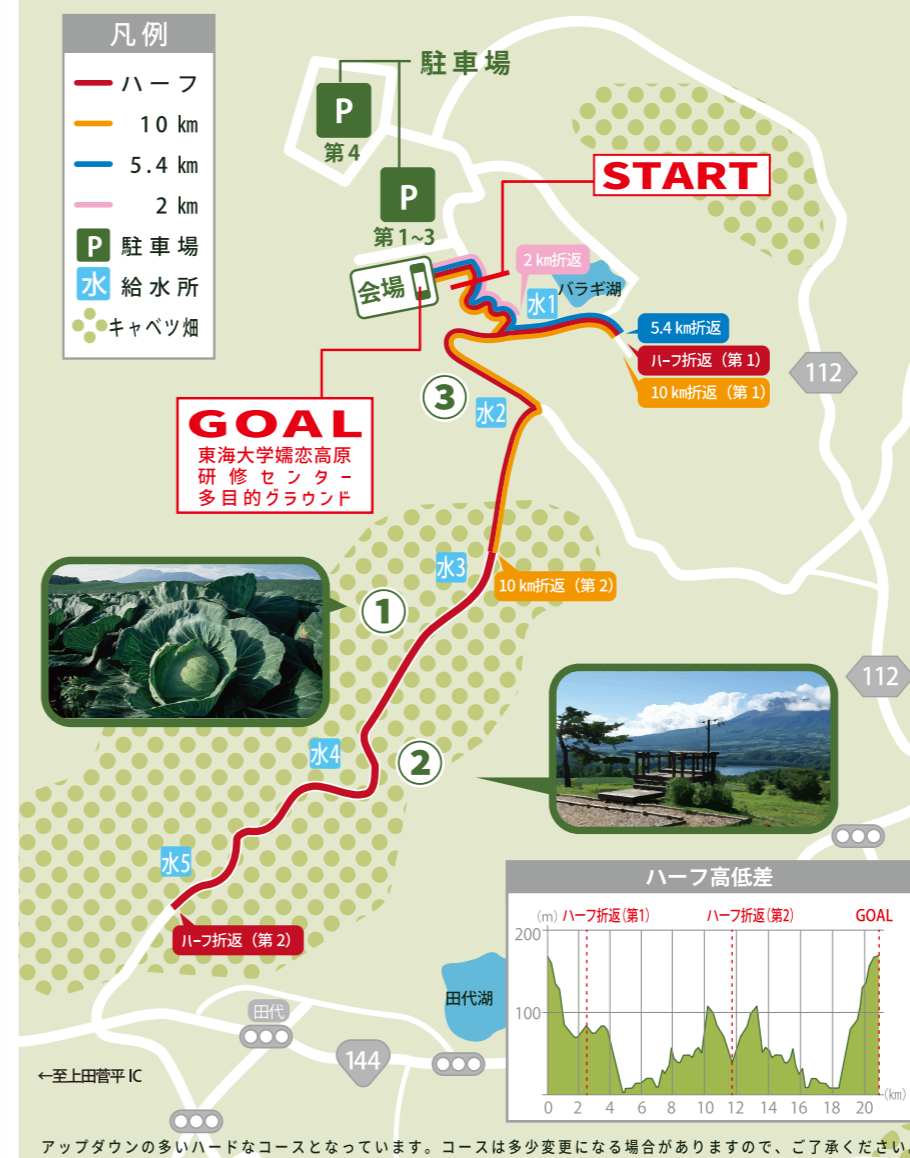 凡例
ハーフ
10 km
5.4 km
2 km
P 駐車場
水 給水所
キャベツ畑
駐車場
P
第4
P
第1~3
START
会場
2 km折返
水1
バラギ湖
5.4 km折返
ハーフ折返（第1）
10 km折返（第1）
112
③
水2
GOAL
東海大学嬬恋高原
研修センター
多目的グラウンド
水3
10 km折返（第2）
①
112
水4
②
水5
ハーフ折返（第2）
田代湖
田代
144
←至上田菅平IC
ハーフ高低差
(m) ハーフ折返(第1) ハーフ折返(第2) GOAL
200
100
(km)
0 2 4 6 8 10 12 14 16 18 20
アップダウンの多いハードなコースとなっています。コースは多少変更になる場合がありますので、ご了承ください。